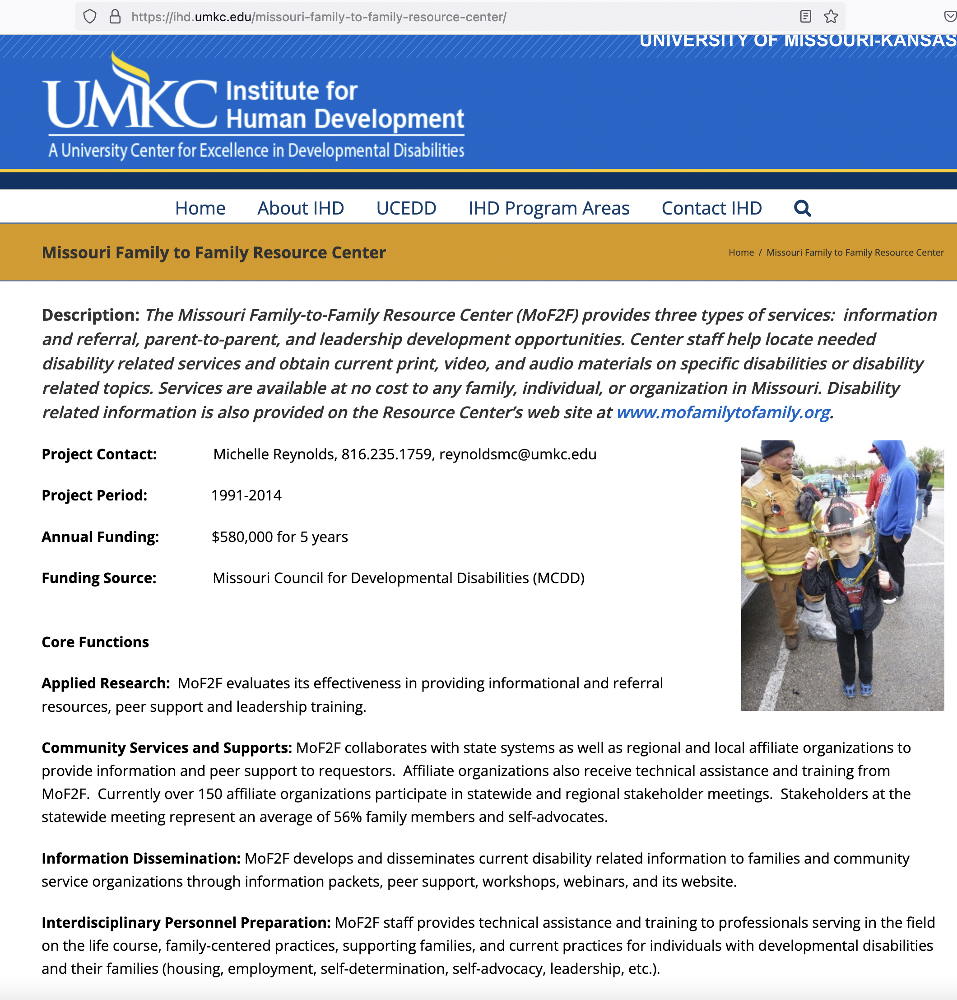 https://ihd.umkc.edu/missouri-family-to-family-resource-center/
UNIVERSITY OF MISSOURI-KANSAS
UMKC Institute for
Human Development
A University Center for Excellence in Developmental Disabilities
Home About IHD UCEDD IHD Program Areas Contact IHD
Missouri Family to Family Resource Center
Home / Missouri Family to Family Resource Center
Description: The Missouri Family-to-Family Resource Center (MoF2F) provides three types of services:  information
and referral, parent-to-parent, and leadership development opportunities. Center staff help locate needed
disability related services and obtain current print, video, and audio materials on specific disabilities or disability
related topics. Services are available at no cost to any family, individual, or organization in Missouri. Disability
related information is also provided on the Resource Center’s web site at www.mofamilytofamily.org.
Project Contact: Michelle Reynolds, 816.235.1759, reynoldsmc@umkc.edu
Project Period: 1991-2014
Annual Funding: $580,000 for 5 years
Funding Source: Missouri Council for Developmental Disabilities (MCDD)
Core Functions
Applied Research:  MoF2F evaluates its effectiveness in providing informational and referral
resources, peer support and leadership training.
Community Services and Supports: MoF2F collaborates with state systems as well as regional and local affiliate organizations to
provide information and peer support to requestors.  Affiliate organizations also receive technical assistance and training from
MoF2F.  Currently over 150 affiliate organizations participate in statewide and regional stakeholder meetings.  Stakeholders at the
statewide meeting represent an average of 56% family members and self-advocates.
Information Dissemination: MoF2F develops and disseminates current disability related information to families and community
service organizations through information packets, peer support, workshops, webinars, and its website.
Interdisciplinary Personnel Preparation: MoF2F staff provides technical assistance and training to professionals serving in the field
on the life course, family-centered practices, supporting families, and current practices for individuals with developmental disabilities
and their families (housing, employment, self-determination, self-advocacy, leadership, etc.).